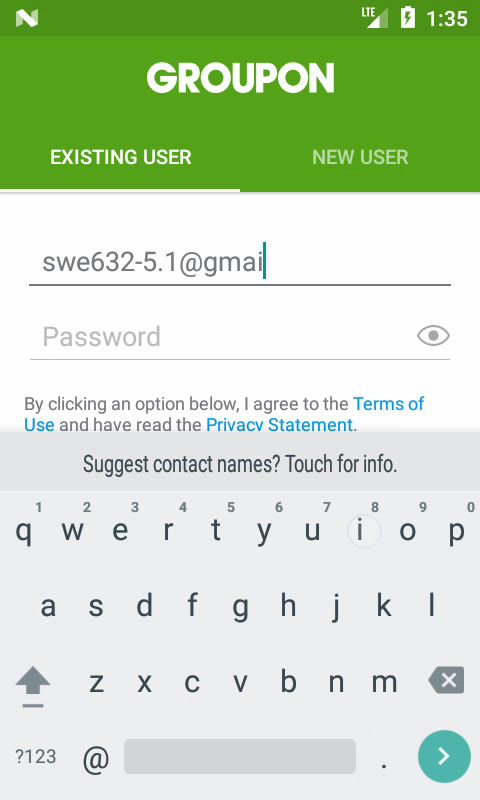 LTE 1:35
GROUPON
EXISTING USER NEW USER
swe632-5.1@gmai
Password
By clicking an option below, I agree to the Terms of
Use and have read the Privacy Statement.
Suggest contact names? Touch for info.
1 2 3 4 5 6 7 8 9 0
q w e r t y u i o p
a s d f g h j k l
z x c v b n m
?123 @ .